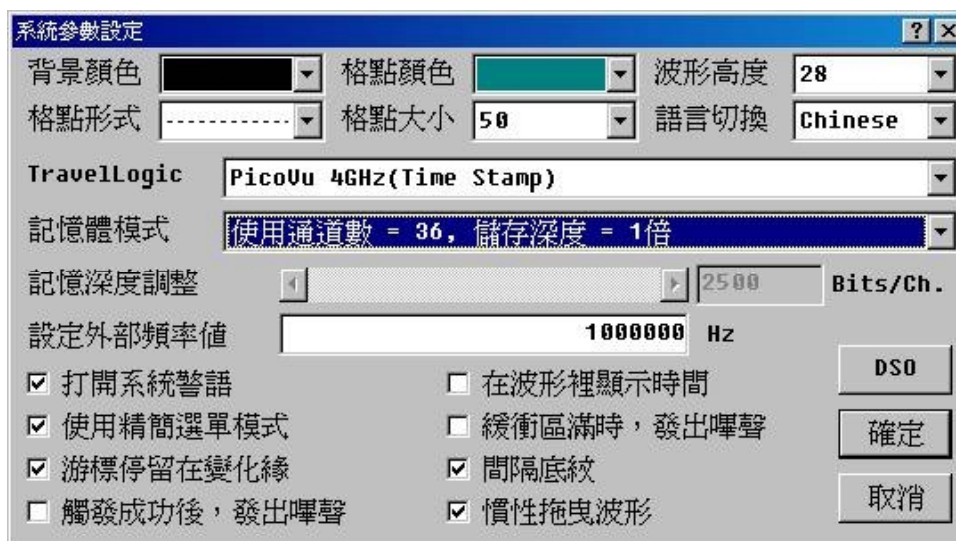 系統參數設定
背景顏色 格點顏色 波形高度 28
格點形式 格點大小 50 語言切換 Chinese
TravelLogic PicoVu 4GHz(Time Stamp)
記憶體模式 使用通道數 = 36, 儲存深度 = 1倍
記憶深度調整 2500 Bits/Ch.
設定外部頻率值 1000000 Hz
DSO
打開系統警語 在波形裡顯示時間
使用精簡選單模式 緩衝區滿時，發出嗶聲
確定
游標停留在變化緣 間隔底紋
取消
觸發成功後，發出嗶聲 慣性拖曳波形